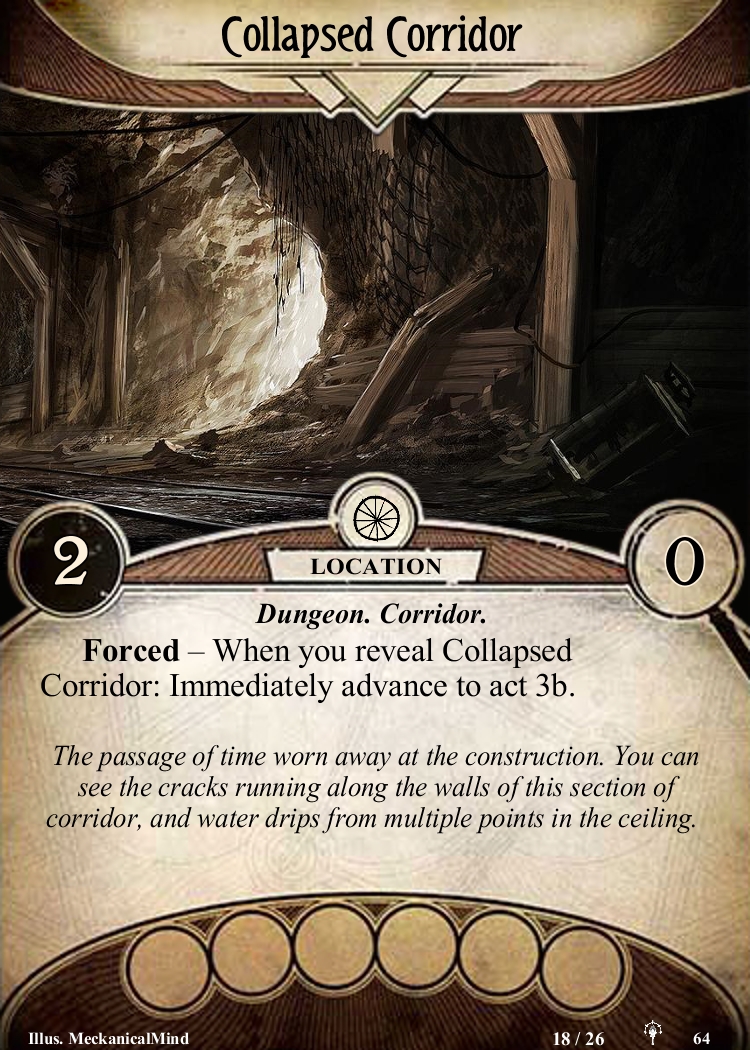 Collapsed Corridor
2
LOCATION
0
Dungeon. Corridor.
Forced – When you reveal Collapsed
Corridor: Immediately advance to act 3b.
The passage of time worn away at the construction. You can
see the cracks running along the walls of this section of
corridor, and water drips from multiple points in the ceiling.
Illus. MeckanicalMind
18 / 26
64